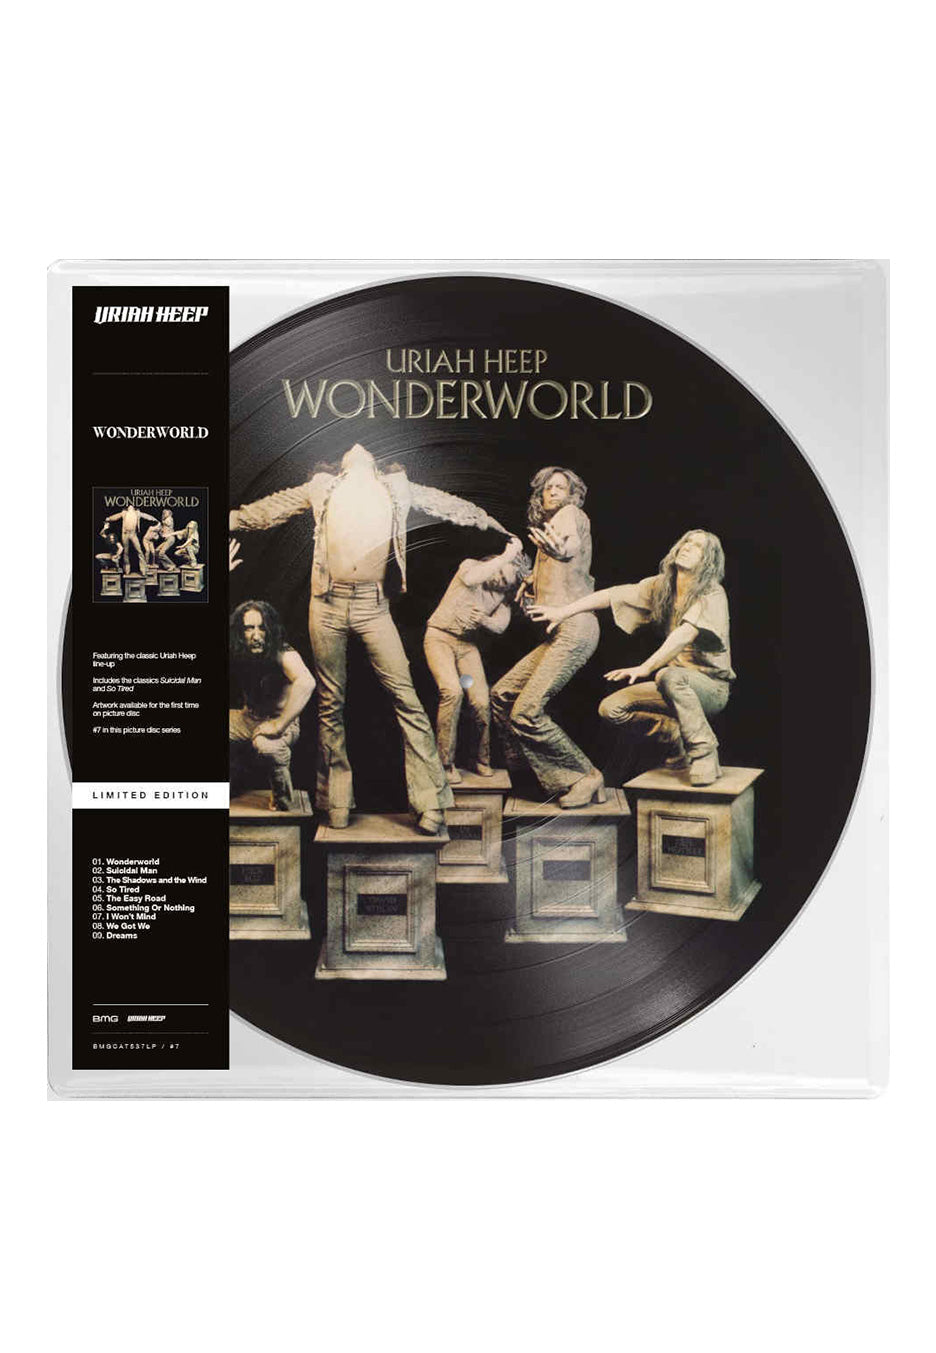 URIAH HEEP
WONDERWORLD
URIAH HEEP
WONDERWORLD
Featuring the classic Uriah Heep
line-up
Includes the classics Suicidal Man
and So Tired
Artwork available for the first time
on picture disc
#7 in this picture disc series
LIMITED EDITION
01. Wonderworld
02. Suicidal Man
03. The Shadows and the Wind
04. So Tired
05. The Easy Road
06. Something Or Nothing
07. I Won't Mind
08. We Got We
09. Dreams
BMG URIAH HEEP
BMGCAT537LP / #7
URIAH HEEP
WONDERWORLD